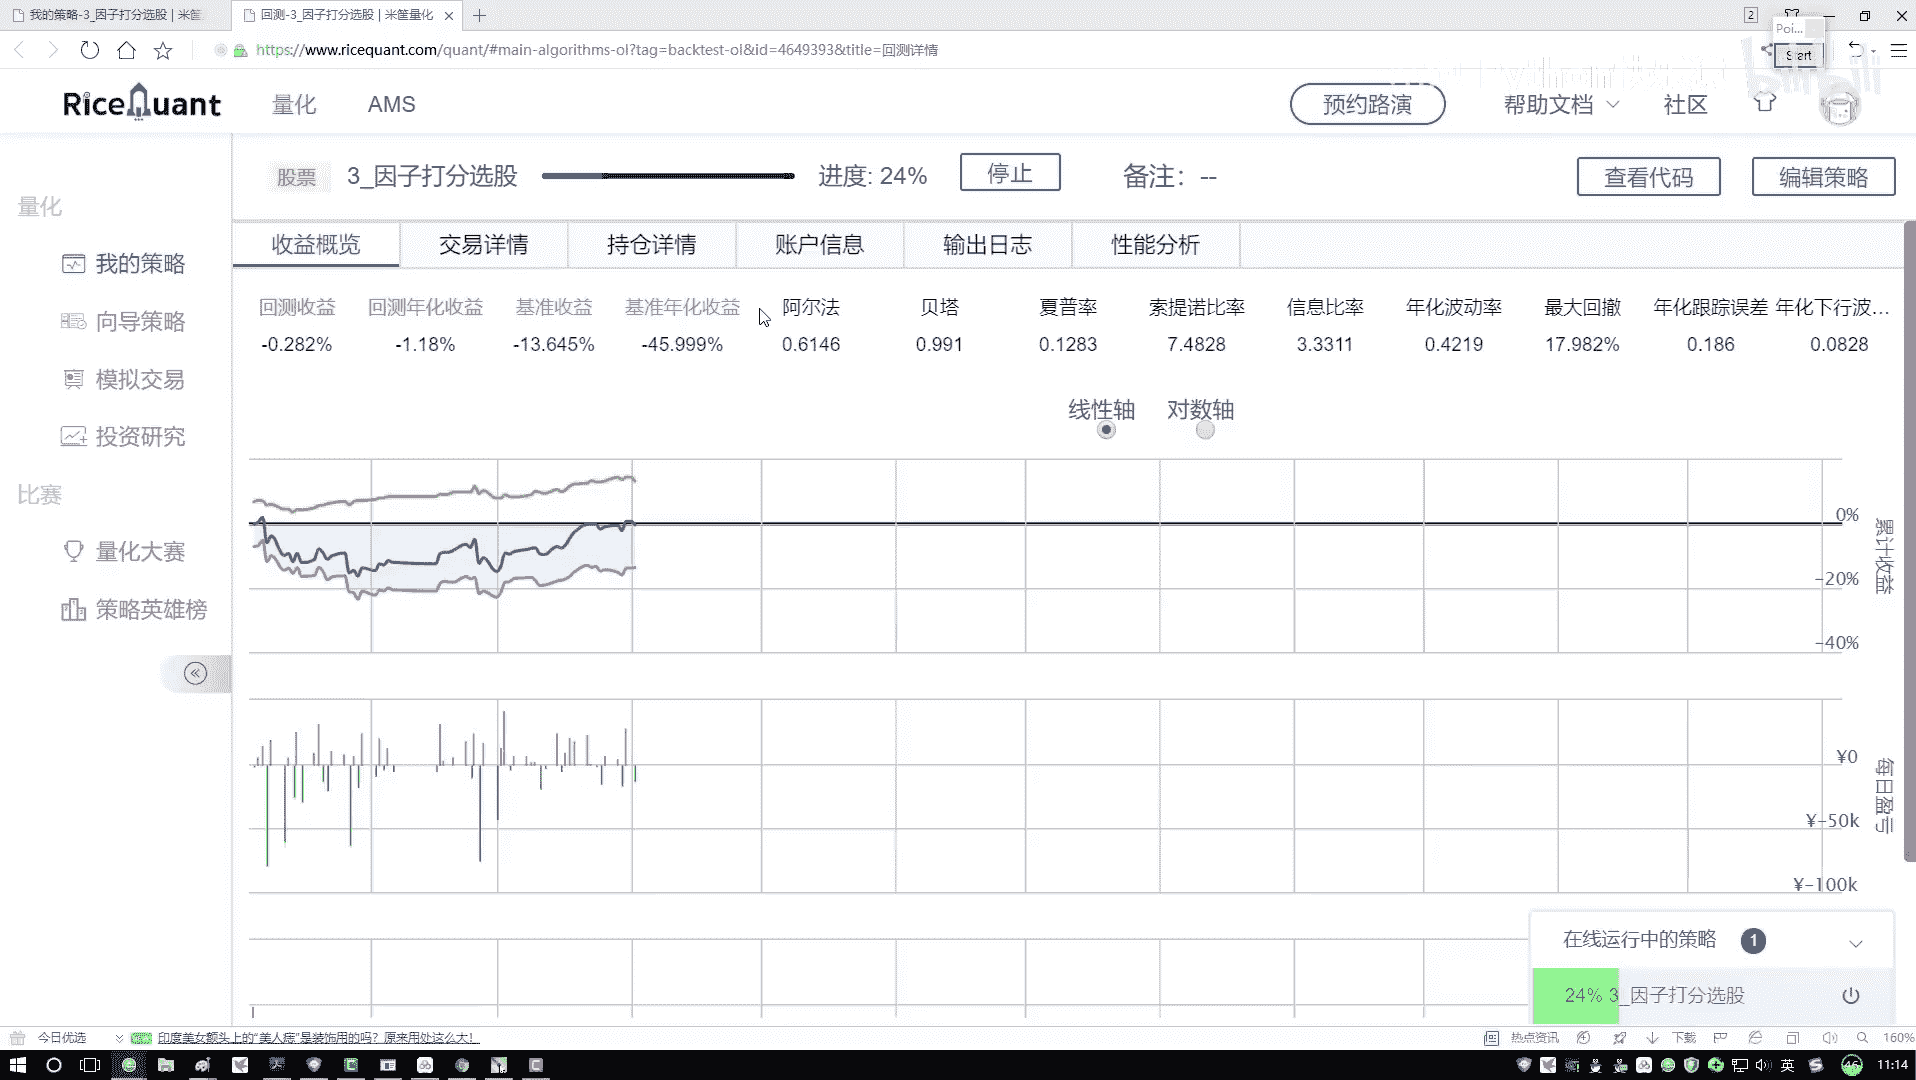 我的策略-3_因子打分选股 | 米筐
回测-3_因子打分选股 | 米筐量化
2
Poi...
https://www.ricequant.com/quant/#main-algorithms-ol?tag=backtest-ol&id=4649393&title=回测详情
Start
RiceQuant
量化
AMS
预约路演
帮助文档
社区
股票
3_因子打分选股
进度: 24%
停止
备注: --
查看代码
编辑策略
量化
我的策略
向导策略
模拟交易
投资研究
比赛
量化大赛
策略英雄榜
收益概览
交易详情
持仓详情
账户信息
输出日志
性能分析
回测收益 回测年化收益 基准收益 基准年化收益 阿尔法 贝塔 夏普率 索提诺比率 信息比率 年化波动率 最大回撤 年化跟踪误差 年化下行波...
-0.282% -1.18% -13.645% -45.999% 0.6146 0.991 0.1283 7.4828 3.3311 0.4219 17.982% 0.186 0.0828
线性轴 对数轴
0%
-20%
-40%
累计收益
¥0
¥-50k
¥-100k
每日盈亏
在线运行中的策略 1
24% 3_因子打分选股
今日优选
印度美女额头上的“美人痣”是装饰用的吗？原来用处这么大！
热点资讯
下载
160%
英
46
11:14